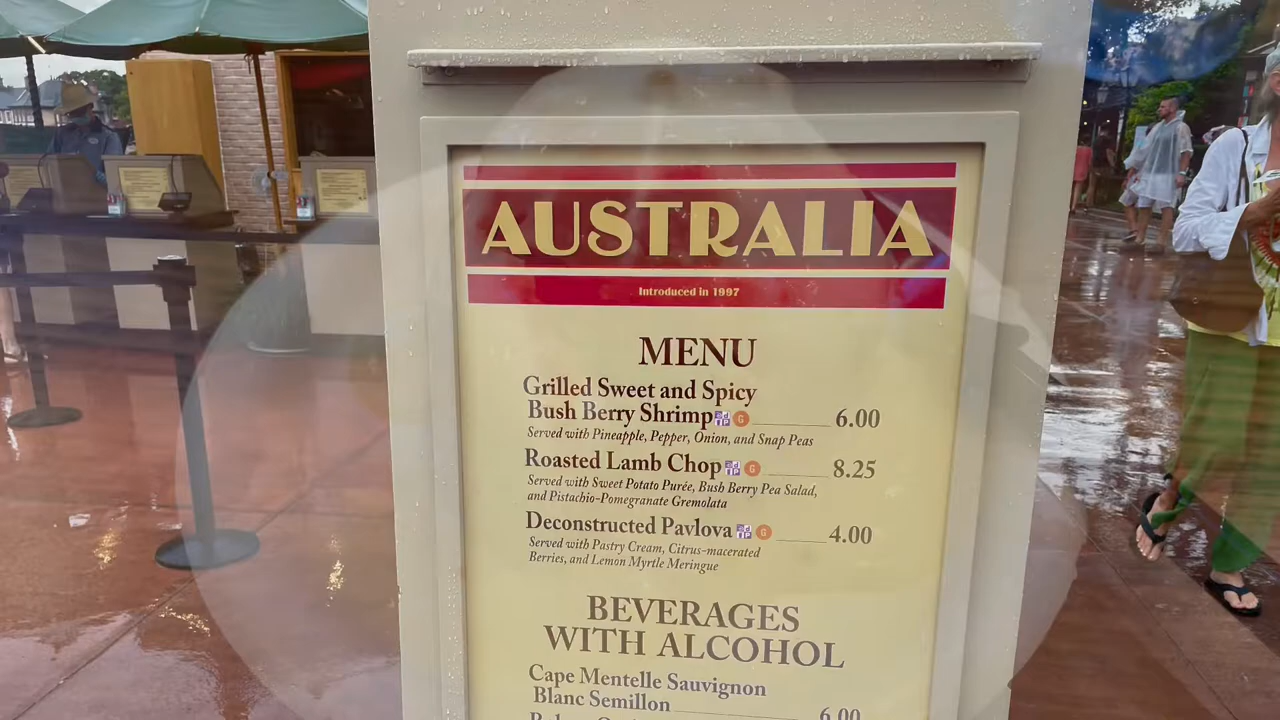 AUSTRALIA
Introduced in 1997
MENU
Grilled Sweet and Spicy
Bush Berry Shrimp G 6.00
Served with Pineapple, Pepper, Onion, and Snap Peas
Roasted Lamb Chop G 8.25
Served with Sweet Potato Purée, Bush Berry Pea Salad,
and Pistachio-Pomegranate Gremolata
Deconstructed Pavlova G 4.00
Served with Pastry Cream, Citrus-macerated
Berries, and Lemon Myrtle Meringue
BEVERAGES
WITH ALCOHOL
Cape Mentelle Sauvignon
Blanc Semillon 6.00